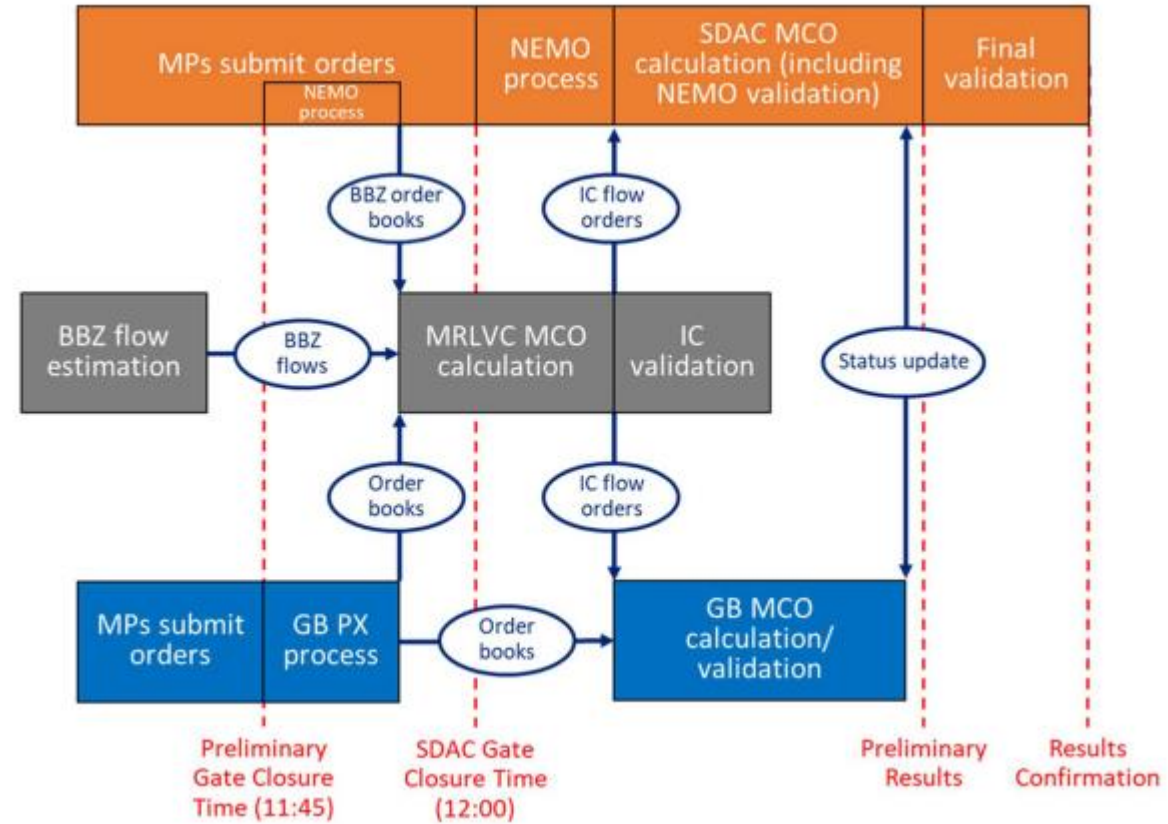 MPs submit orders
NEMO
process
NEMO
process
SDAC MCO
calculation (including
NEMO validation)
Final
validation
BBZ order
books
IC flow
orders
BBZ flow
estimation
BBZ
flows
MRLVC MCO
calculation
IC
validation
Status update
Order
books
IC flow
orders
MPs submit
orders
GB PX
process
Order
books
GB MCO
calculation/
validation
Preliminary
Gate Closure
Time (11:45)
SDAC Gate
Closure Time
(12:00)
Preliminary
Results
Results
Confirmation